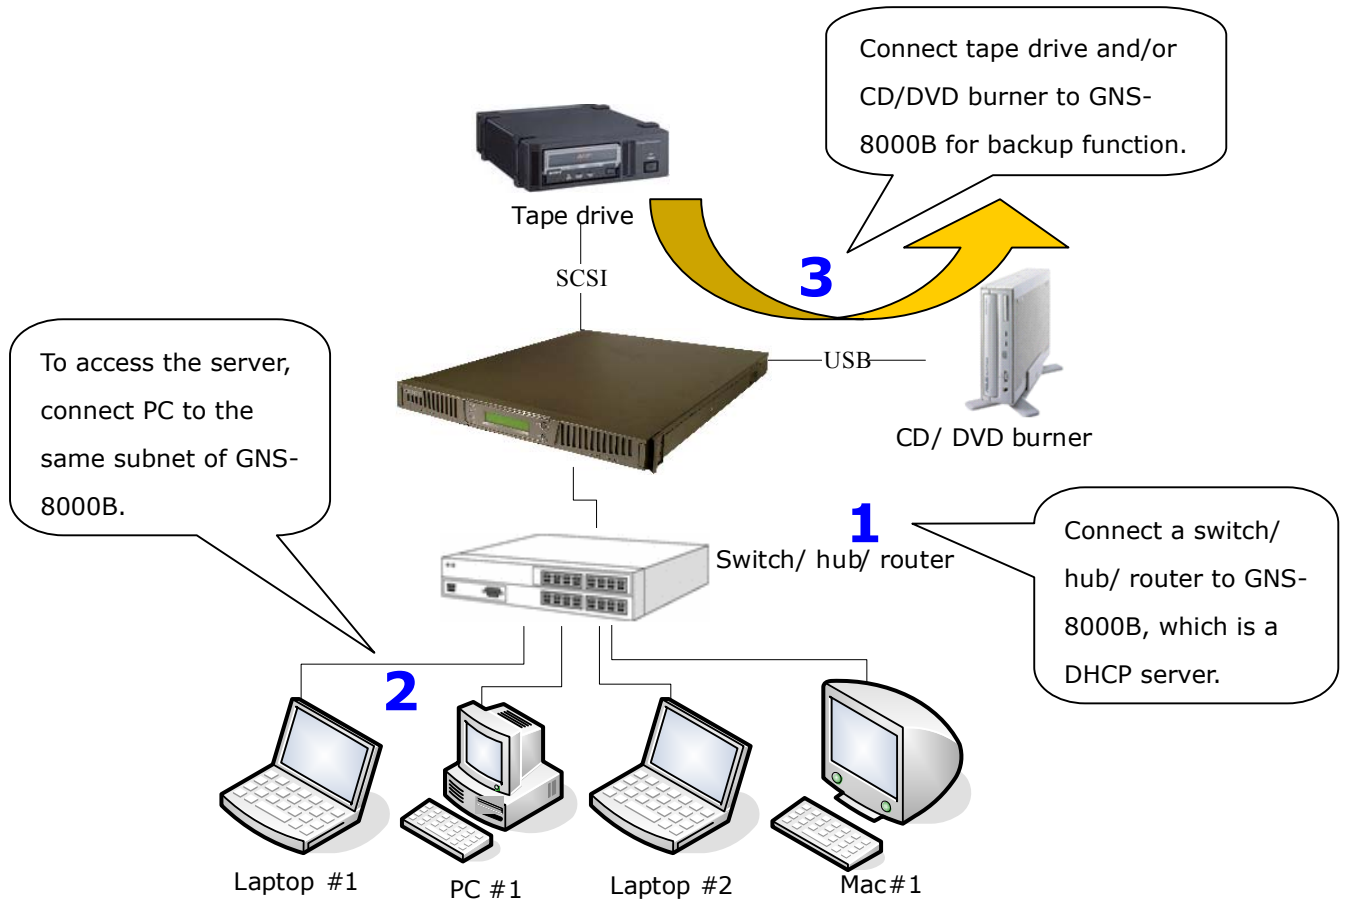 Connect tape drive and/or
CD/DVD burner to GNS-
8000B for backup function.
Tape drive
SCSI
3
To access the server,
connect PC to the
same subnet of GNS-
8000B.
USB
CD/ DVD burner
1
Switch/ hub/ router
Connect a switch/
hub/ router to GNS-
8000B, which is a
DHCP server.
2
Laptop #1
PC #1
Laptop #2
Mac#1